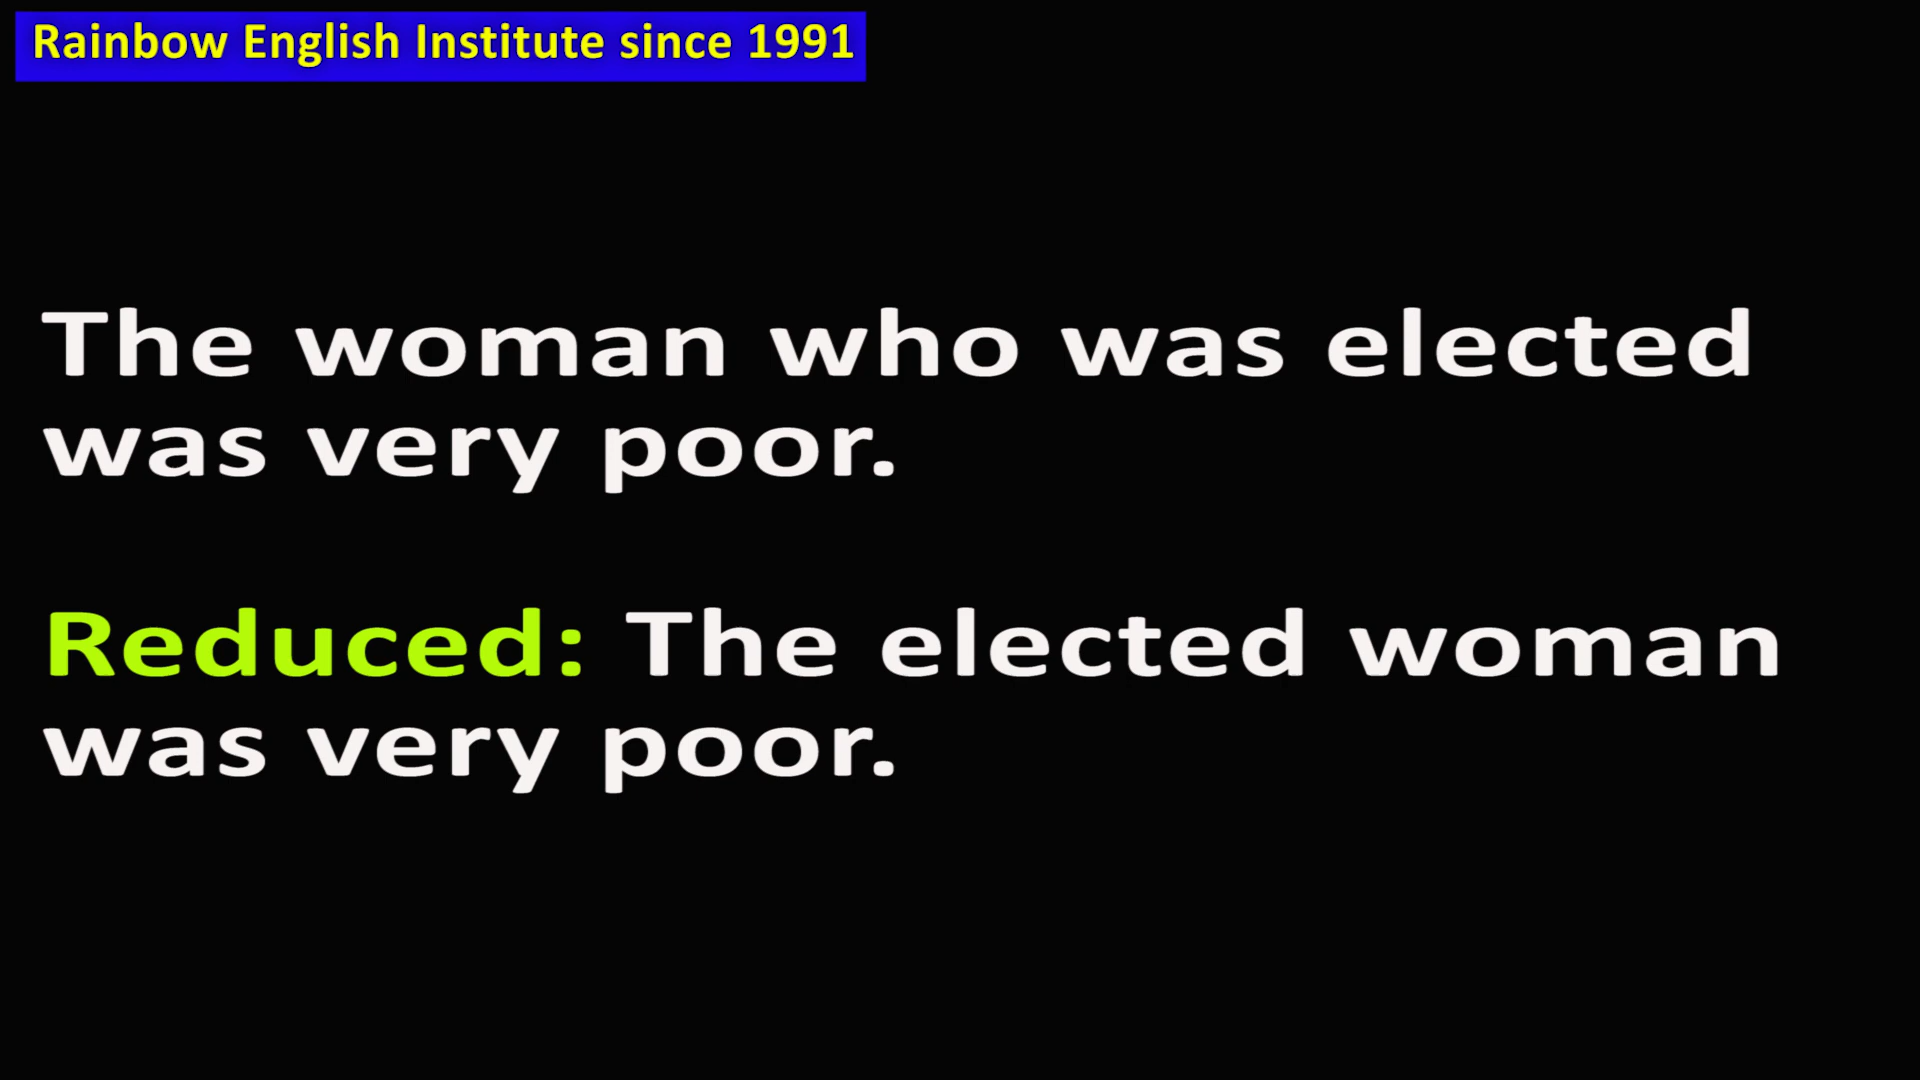 Rainbow English Institute since 1991
The woman who was elected
was very poor.
Reduced: The elected woman
was very poor.